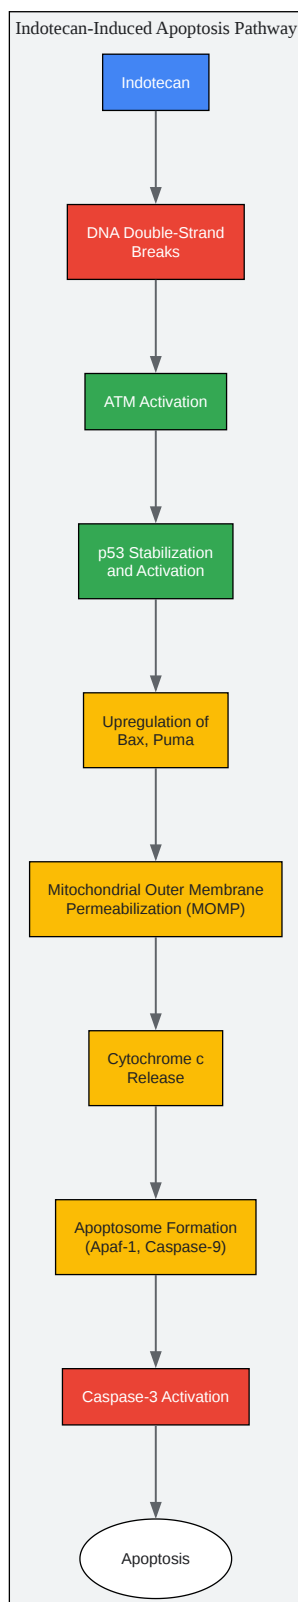 Indotecan-Induced Apoptosis Pathway
Indotecan
DNA Double-Strand
Breaks
ATM Activation
p53 Stabilization
and Activation
Upregulation of
Bax, Puma
Mitochondrial Outer Membrane
Permeabilization (MOMP)
Cytochrome c
Release
Apoptosome Formation
(Apaf-1, Caspase-9)
Caspase-3 Activation
Apoptosis